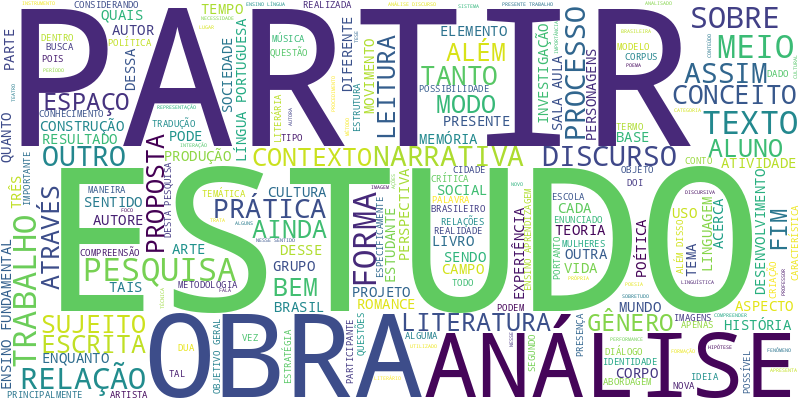 CONSIDERANDO
QUAIS
TEMPO
REALIZADA
ENSINO LÍNGUA
PRESENTE TRABALHO
PARTIR
SOBRE
PARTE
DENTRO
AUTOR
BUSCA
POLÍTICA
POIS
DESSA
SOCIEDADE
LÍNGUA PORTUGUESA
MÚSICA
QUESTÃO
DIFERENTE
MOVIMENTO
LEITURA
ELEMENTO
ALÉM
TANTO
POSSIBILIDADE
MODO
PRESENTE
INVESTIGAÇÃO
SALA AULA
PROCESSO
PERSONAGENS
MODELO
CORPUS
TERMO
BASE
MEIO
ASSIM
DADO
CONCEITO
TEXTO
ALUNO
ATIVIDADE
ESPAÇO
CONHECIMENTO
CONSTRUÇÃO
RESULTADO
QUANTO
TRADUÇÃO
PODE
LITERÁRIA
ESTRUTURA
TIPO
MEMÓRIA
OUTRO
PRODUÇÃO
CONTEXTO
NARRATIVA
DISCURSO
OBJETO
CONTO
DOI
TRÊS
IMPORTANTE
MANEIRA
SENTIDO
ATRAVÉS
AUTORE
PROPOSTA
DESTA PESQUISA
TEMÁTICA
CULTURA
PRÁTICA
AINDA
ESTUDO
SOCIAL
CRÍTICA
CIDADE
PALAVRA
BRASILEIRO
RELAÇÕES
REALIDADE
LIVRO
ESCOLA
CADA
ENUNCIADO
TEORIA
MULHERES
OUTRA
VIDA
USO
LINGUAGEM
ACERCA
ALÉM DISSO
TEMA
DESENVOLVIMENTO
FIM
CARACTERÍSTICA
COMPREENSÃO
ARTE
DESSE
FORMA
ESPECIFICAMENTE
ESTUDANTE
PERSPECTIVA
SENDO
CAMPO
EXPERIÊNCIA
ENSINO APRENDIZAGEM
PORTANTO
POÉTICA
TRABALHO
PESQUISA
TAIS
METODOLOGIA
GRUPO
BEM
BRASIL
PROJETO
ROMANCE
TODO
PODEM
MUNDO
IMAGENS
APENAS
ASPECTO
HISTÓRIA
ENSINO FUNDAMENTAL
SUJEITO
ESCRITA
ENQUANTO
RELAÇÃO
PRINCIPALMENTE
ARTISTA
DUA
TAL
OBRA
OBJETIVO GERAL
VEZ
ESTRATÉGIA
PARTICIPANTE
QUESTÕES
LITERATURA
ALGUMA
ANÁLISE
SEGUNDO
PRESENÇA
GÊNERO
DIÁLOGO
IDENTIDADE
CORPO
ABORDAGEM
IDEIA
NOVA
POSSÍVEL